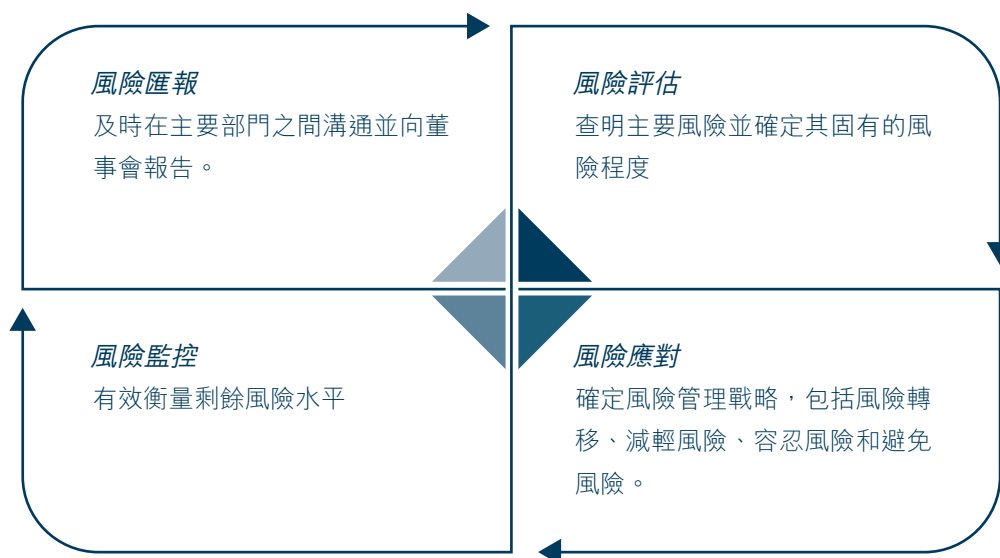 風險匯報
及時在主要部門之間溝通並向董
事會報告。
風險評估
查明主要風險並確定其固有的風
險程度
風險監控
有效衡量剩餘風險水平
風險應對
確定風險管理戰略，包括風險轉
移、減輕風險、容忍風險和避免
風險。